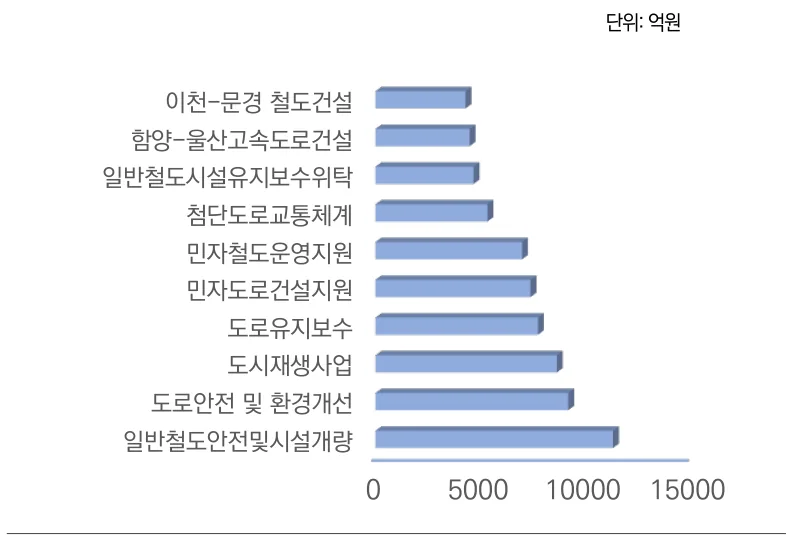 단위: 억원
이천-문경 철도건설
함양-울산고속도로건설
일반철도시설유지보수위탁
첨단도로교통체계
민자철도운영지원
민자도로건설지원
도로유지보수
도시재생사업
도로안전 및 환경개선
일반철도안전및시설개량
0 5000 10000 15000